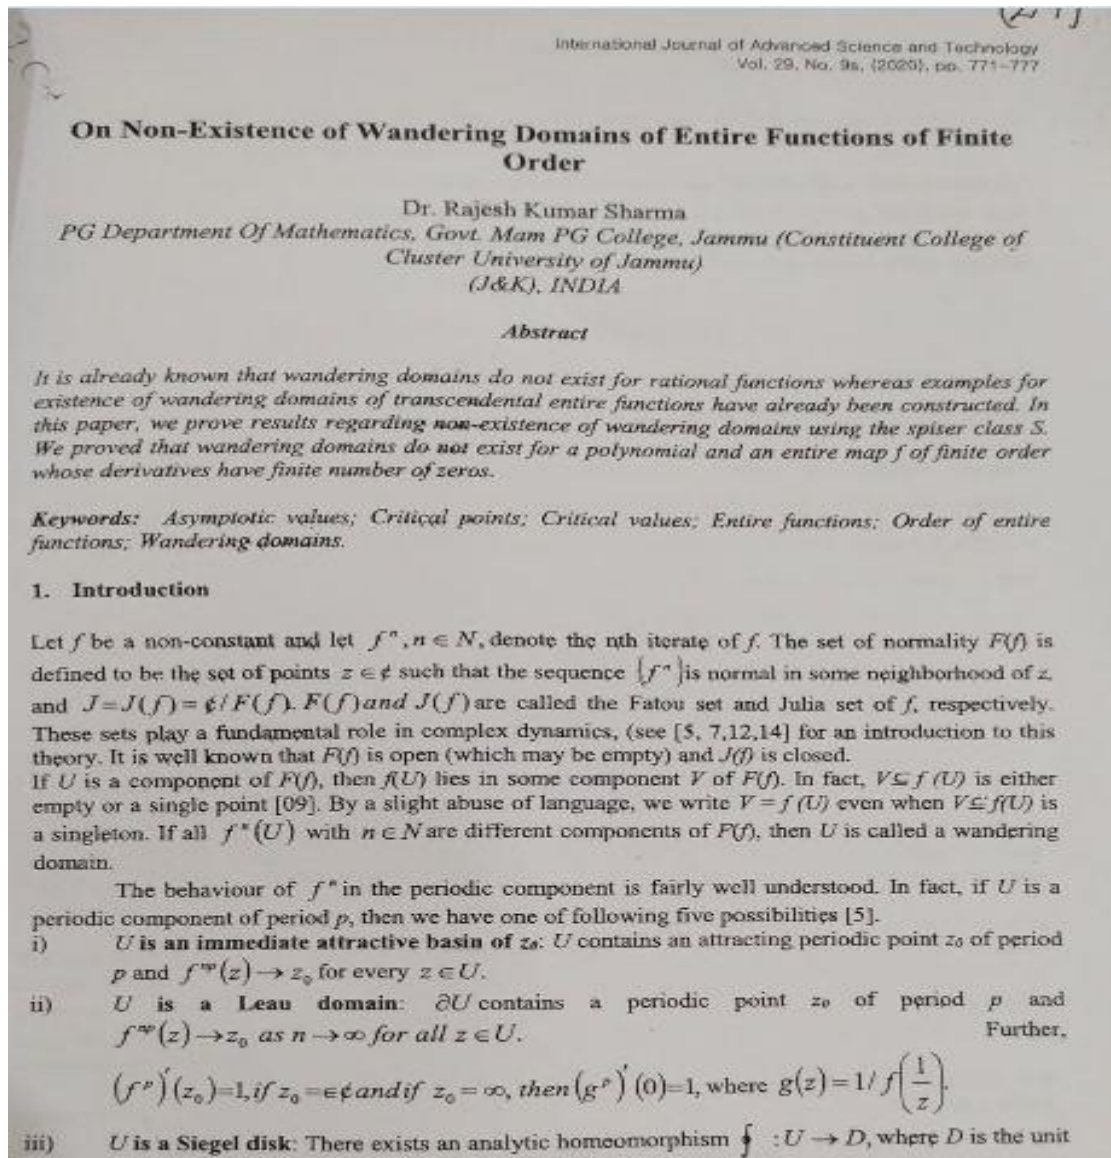 International Journal of Advanced Science and Technology
Vol. 29, No. 9s, (2020), pp. 771-777
On Non-Existence of Wandering Domains of Entire Functions of Finite
Order
Dr. Rajesh Kumar Sharma
PG Department Of Mathematics, Govt. Mam PG College, Jammu (Constituent College of
Cluster University of Jammu)
(J&K), INDIA
Abstract
It is already known that wandering domains do not exist for rational functions whereas examples for
existence of wandering domains of transcendental entire functions have already been constructed. In
this paper, we prove results regarding non-existence of wandering domains using the spiser class S.
We proved that wandering domains do not exist for a polynomial and an entire map f of finite order
whose derivatives have finite number of zeros.
Keywords: Asymptotic values; Critical points; Critical values; Entire functions; Order of entire
functions; Wandering domains.
1. Introduction
Let f be a non-constant and let fⁿ, n ∈ N, denote the nth iterate of f. The set of normality F(f) is
defined to be the set of points z ∈ ¢ such that the sequence {fⁿ} is normal in some neighborhood of z,
and J=J(f)=¢/F(f). F(f)and J(f)are called the Fatou set and Julia set of f, respectively.
These sets play a fundamental role in complex dynamics, (see [5, 7,12,14] for an introduction to this
theory. It is well known that F(f) is open (which may be empty) and J(f) is closed.
If U is a component of F(f), then f(U) lies in some component V of F(f). In fact, V⊆ f (U) is either
empty or a single point [09]. By a slight abuse of language, we write V = f (U) even when V⊆ f(U) is
a singleton. If all fⁿ(U) with n ∈ N are different components of F(f), then U is called a wandering
domain.
The behaviour of fⁿ in the periodic component is fairly well understood. In fact, if U is a
periodic component of period p, then we have one of following five possibilities [5].
i) U is an immediate attractive basin of z₀: U contains an attracting periodic point z₀ of period
p and fⁿᵖ(z)→z₀ for every z∈U.
ii) U is a Leau domain: ∂U contains a periodic point z₀ of period p and
fⁿᵖ(z)→z₀ as n→∞ for all z∈U. Further,
(fᵖ)′(z₀)=1, if z₀=∈¢and if z₀=∞, then (gᵖ)′(0)=1, where g(z)=1/f(1/z).
iii) U is a Siegel disk: There exists an analytic homeomorphism ∮ :U→D, where D is the unit